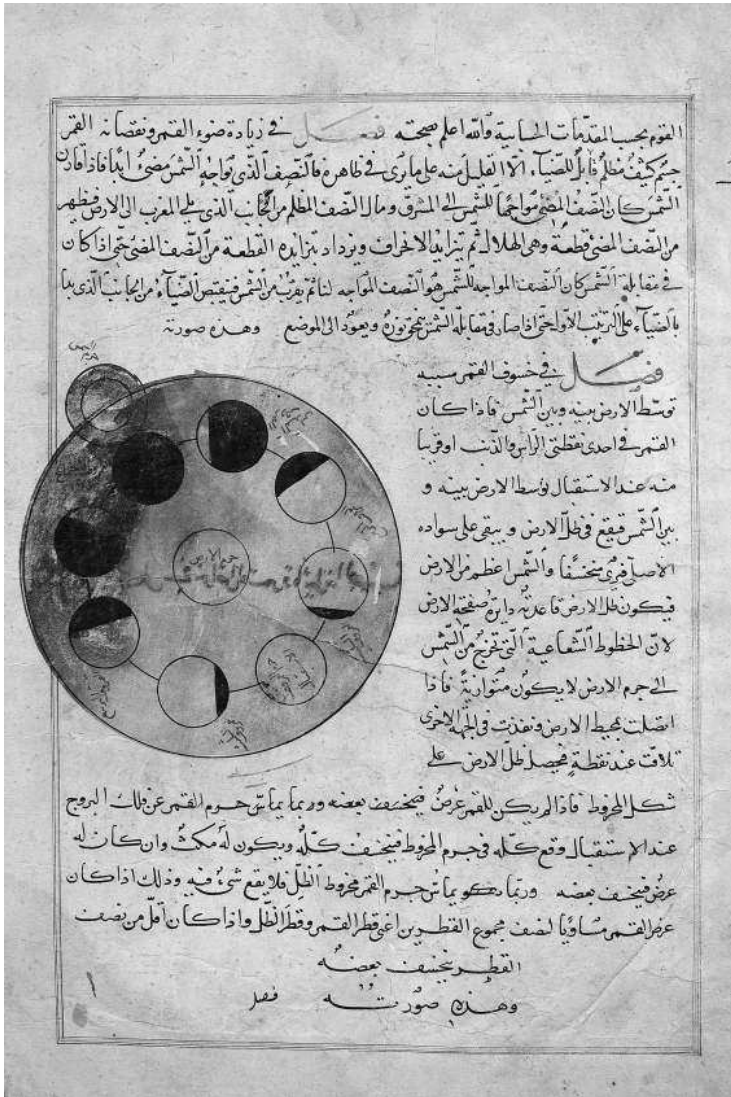 القوم بحسب المقدمات الحسابية والله اعلم بصحته فصل في زيادة ضوء القمر ونقصانه القمر
جسم كثيف مظلم قابل للضياء الا القليل منه على ما يرى في ظاهره فالنصف الذي يواجه الشمس مضئ ابدا فاذا قارن
الشمس كان النصف المضئ مواجها للشمس الى المشرق ومال النصف المظلم من الجانب الذي يلي المغرب الى الارض فيظهر
من النصف المضئ قطعة وهي الهلال ثم يتزايد الانحراف ويزداد بتزايده القطعة من النصف المضئ حتى اذا كان
في مقابلة الشمس كان النصف المواجه للشمس هو النصف المواجه لنا ثم يقرب من الشمس فينقص الضياء من الجانب الذي بدا
بالضياء على الترتيب الاول حتى اذا صار في مقابلة الشمس ينمحق نوره ويعود الى الموضع وهذه صورته
فصل في خسوف القمر سببه
توسط الارض بينه وبين الشمس فاذا كان
القمر في احدى نقطتي الراس والذنب او قريبا
منه عند الاستقبال توسط الارض بينه و
بين الشمس فيقع في ظل الارض ويبقى على سواده
الاصلي فيرى منخسفا والشمس اعظم من الارض
فيكون ظل الارض قاعدته دايرة صفحة الارض
لان الخطوط الشعاعية التي تخرج من الشمس
الى جرم الارض لا يكون متوازية فاذا
اتصلت بمحيط الارض ونفذت في الجهة الاخرى
تلاقت عند نقطة فيحصل ظل الارض على
شكل المخروط فاذا لم يكن للقمر عرض فينخسف بعضه وربما يماس جرم القمر عن فلك البروج
عند الاستقبال وقع كله في جرم المخروط فينخسف كله ويكون له مكث وان كان له
عرض فينخسف بعضه وربما يماس جرم القمر مخروط الظل فلا يقع شئ فيه وذلك اذا كان
عرض القمر مساويا لنصف مجموع القطرين اعني قطر القمر وقطر الظل واذا كان اقل من نصف
القطر ينخسف بعضه
وهذه صورته فصل